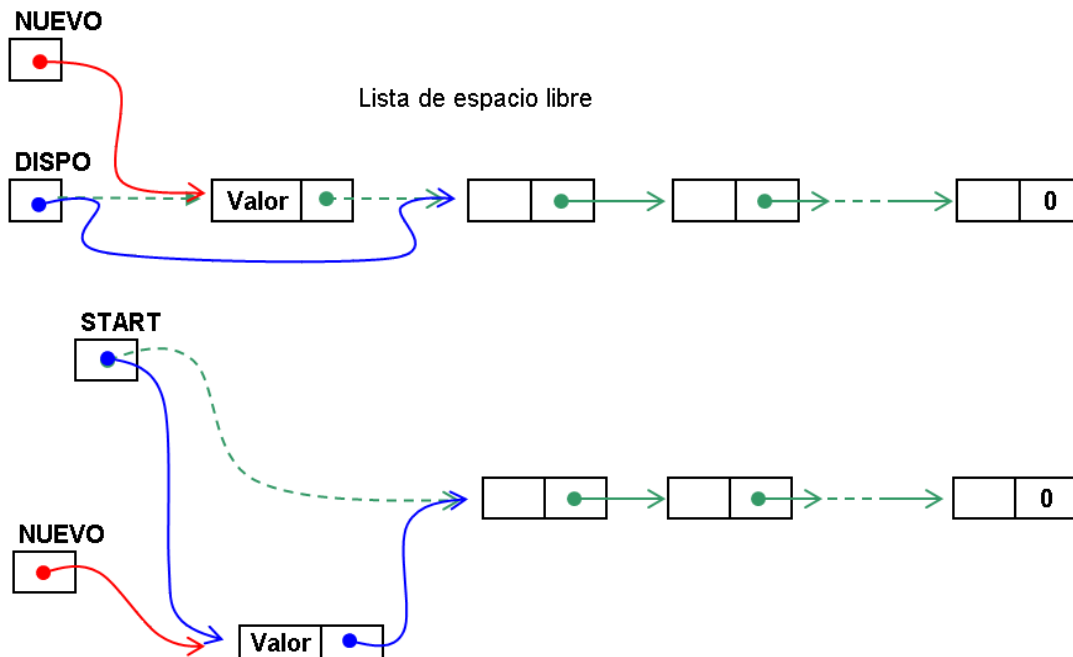 NUEVO
Lista de espacio libre
DISPO
Valor
0
START
0
NUEVO
Valor